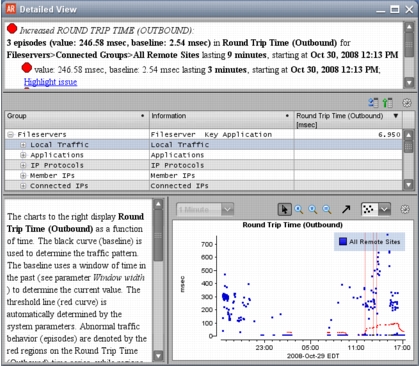 AR Detailed View
Increased ROUND TRIP TIME (OUTBOUND):
3 episodes (value: 246.58 msec, baseline: 2.54 msec) in Round Trip Time (Outbound) for
Fileservers>Connected Groups>All Remote Sites lasting 9 minutes, starting at Oct 30, 2008 12:13 PM
value: 246.58 msec, baseline: 2.54 msec lasting 3 minutes, starting at Oct 30, 2008 12:13 PM;
Highlight issue
Group Information Round Trip Time (Outbound)
[msec]
Fileservers Fileserver Key Application 6.950
Local Traffic Local Traffic
Applications Applications
IP Protocols IP Protocols
Member IPs Member IPs
Connected IPs Connected IPs
The charts to the right display Round
Trip Time (Outbound) as a function
of time. The black curve (baseline) is
used to determine the traffic pattern.
The baseline uses a window of time in
the past (see parameter Window width
) to determine the current value. The
threshold line (red curve) is
automatically determined by the
system parameters. Abnormal traffic
behavior (episodes) are denoted by the
red regions on the Round Trip Time
1 Minute
Round Trip Time (Outbound)
All Remote Sites
msec
700
600
500
400
300
200
100
0
23:00 05:00 11:00 17:00
2008-Oct-29 EDT